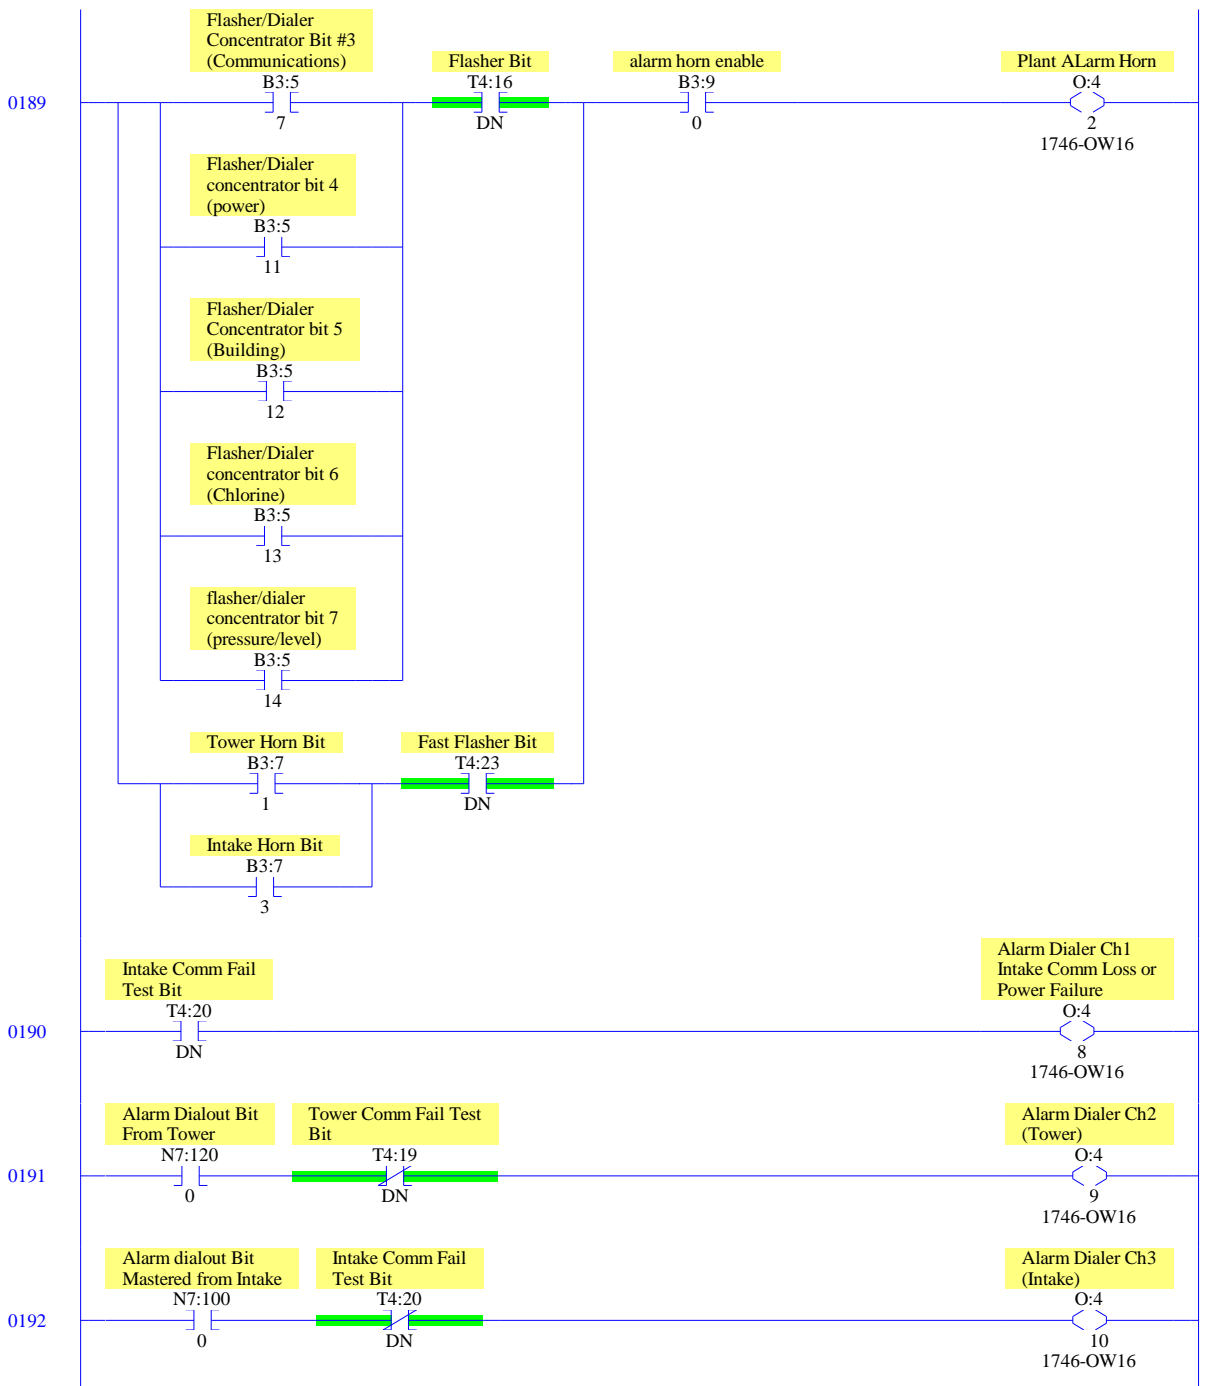 Flasher/Dialer
Concentrator Bit #3
(Communications)
B3:5
7
Flasher Bit
T4:16
DN
alarm horn enable
B3:9
0
Plant ALarm Horn
O:4
2
1746-OW16
0189
Flasher/Dialer
concentrator bit 4
(power)
B3:5
11
Flasher/Dialer
Concentrator bit 5
(Building)
B3:5
12
Flasher/Dialer
concentrator bit 6
(Chlorine)
B3:5
13
flasher/dialer
concentrator bit 7
(pressure/level)
B3:5
14
Tower Horn Bit
B3:7
1
Fast Flasher Bit
T4:23
DN
Intake Horn Bit
B3:7
3
0190
Intake Comm Fail
Test Bit
T4:20
DN
Alarm Dialer Ch1
Intake Comm Loss or
Power Failure
O:4
8
1746-OW16
0191
Alarm Dialout Bit
From Tower
N7:120
0
Tower Comm Fail Test
Bit
T4:19
DN
Alarm Dialer Ch2
(Tower)
O:4
9
1746-OW16
0192
Alarm dialout Bit
Mastered from Intake
N7:100
0
Intake Comm Fail
Test Bit
T4:20
DN
Alarm Dialer Ch3
(Intake)
O:4
10
1746-OW16